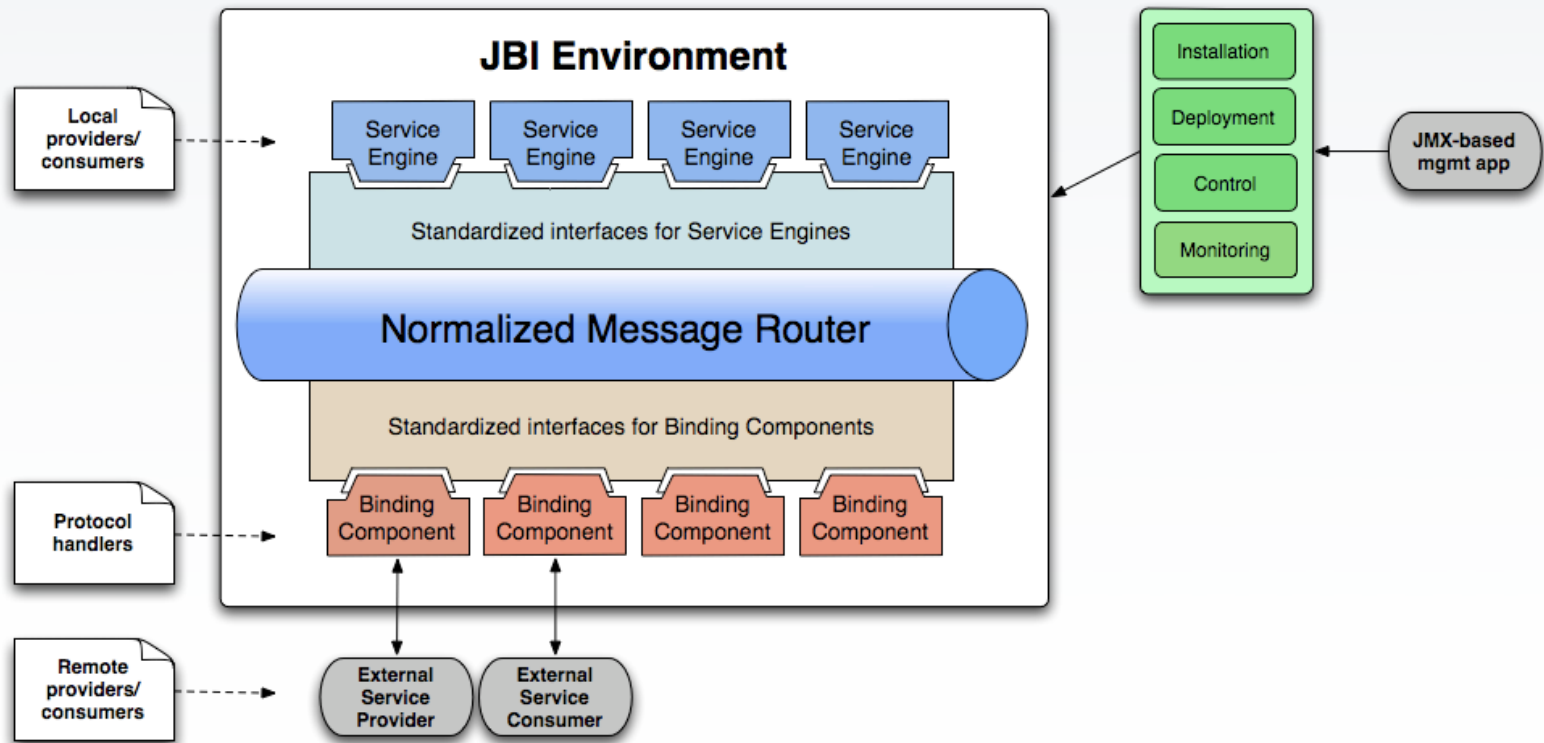 JBI Environment
Local
providers/
consumers
Service
Engine
Service
Engine
Service
Engine
Service
Engine
Installation
Deployment
Control
Monitoring
JMX-based
mgmt app
Standardized interfaces for Service Engines
Normalized Message Router
Standardized interfaces for Binding Components
Protocol
handlers
Binding
Component
Binding
Component
Binding
Component
Binding
Component
Remote
providers/
consumers
External
Service
Provider
External
Service
Consumer